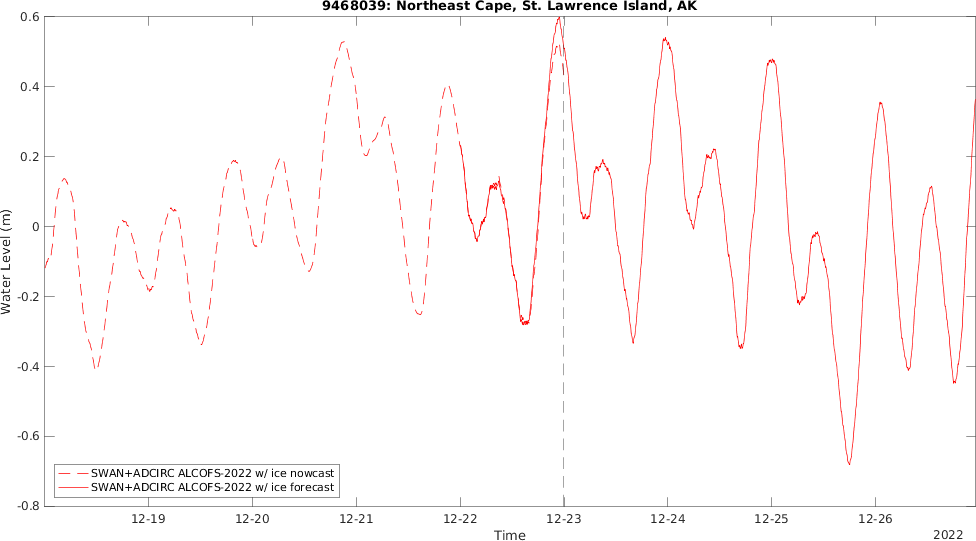 9468039: Northeast Cape, St. Lawrence Island, AK
0.6
0.4
0.2
0
-0.2
-0.4
-0.6
-0.8
Water Level (m)
SWAN+ADCIRC ALCOFS-2022 w/ ice nowcast
SWAN+ADCIRC ALCOFS-2022 w/ ice forecast
12-19 12-20 12-21 12-22 12-23 12-24 12-25 12-26
Time
2022